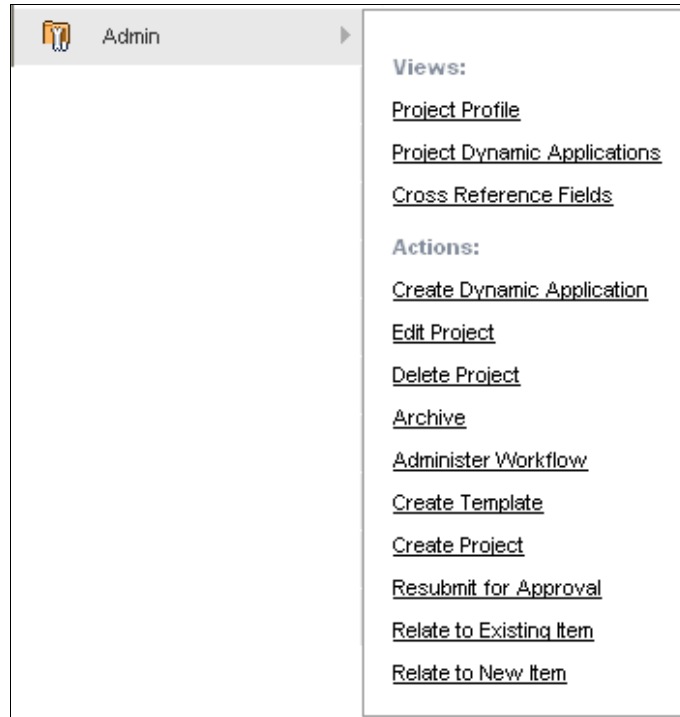 Admin
Views:
Project Profile
Project Dynamic Applications
Cross Reference Fields
Actions:
Create Dynamic Application
Edit Project
Delete Project
Archive
Administer Workflow
Create Template
Create Project
Resubmit for Approval
Relate to Existing Item
Relate to New Item